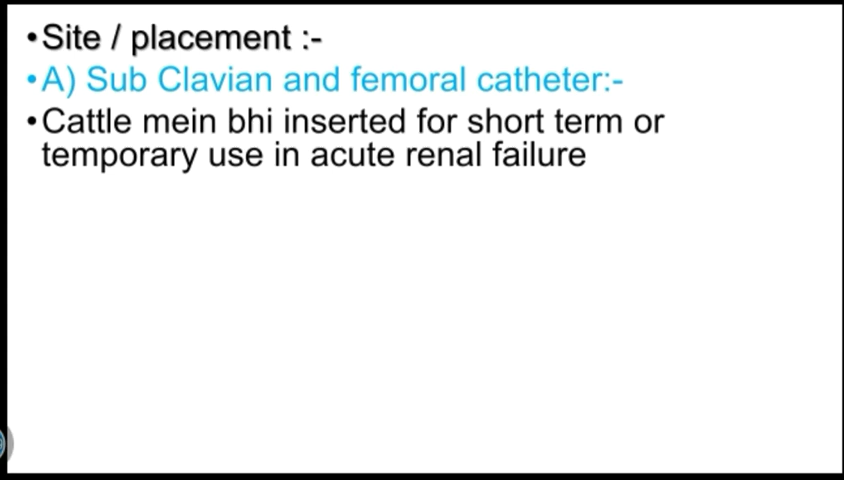 •Site / placement :-
•A) Sub Clavian and femoral catheter:-
•Cattle mein bhi inserted for short term or
temporary use in acute renal failure